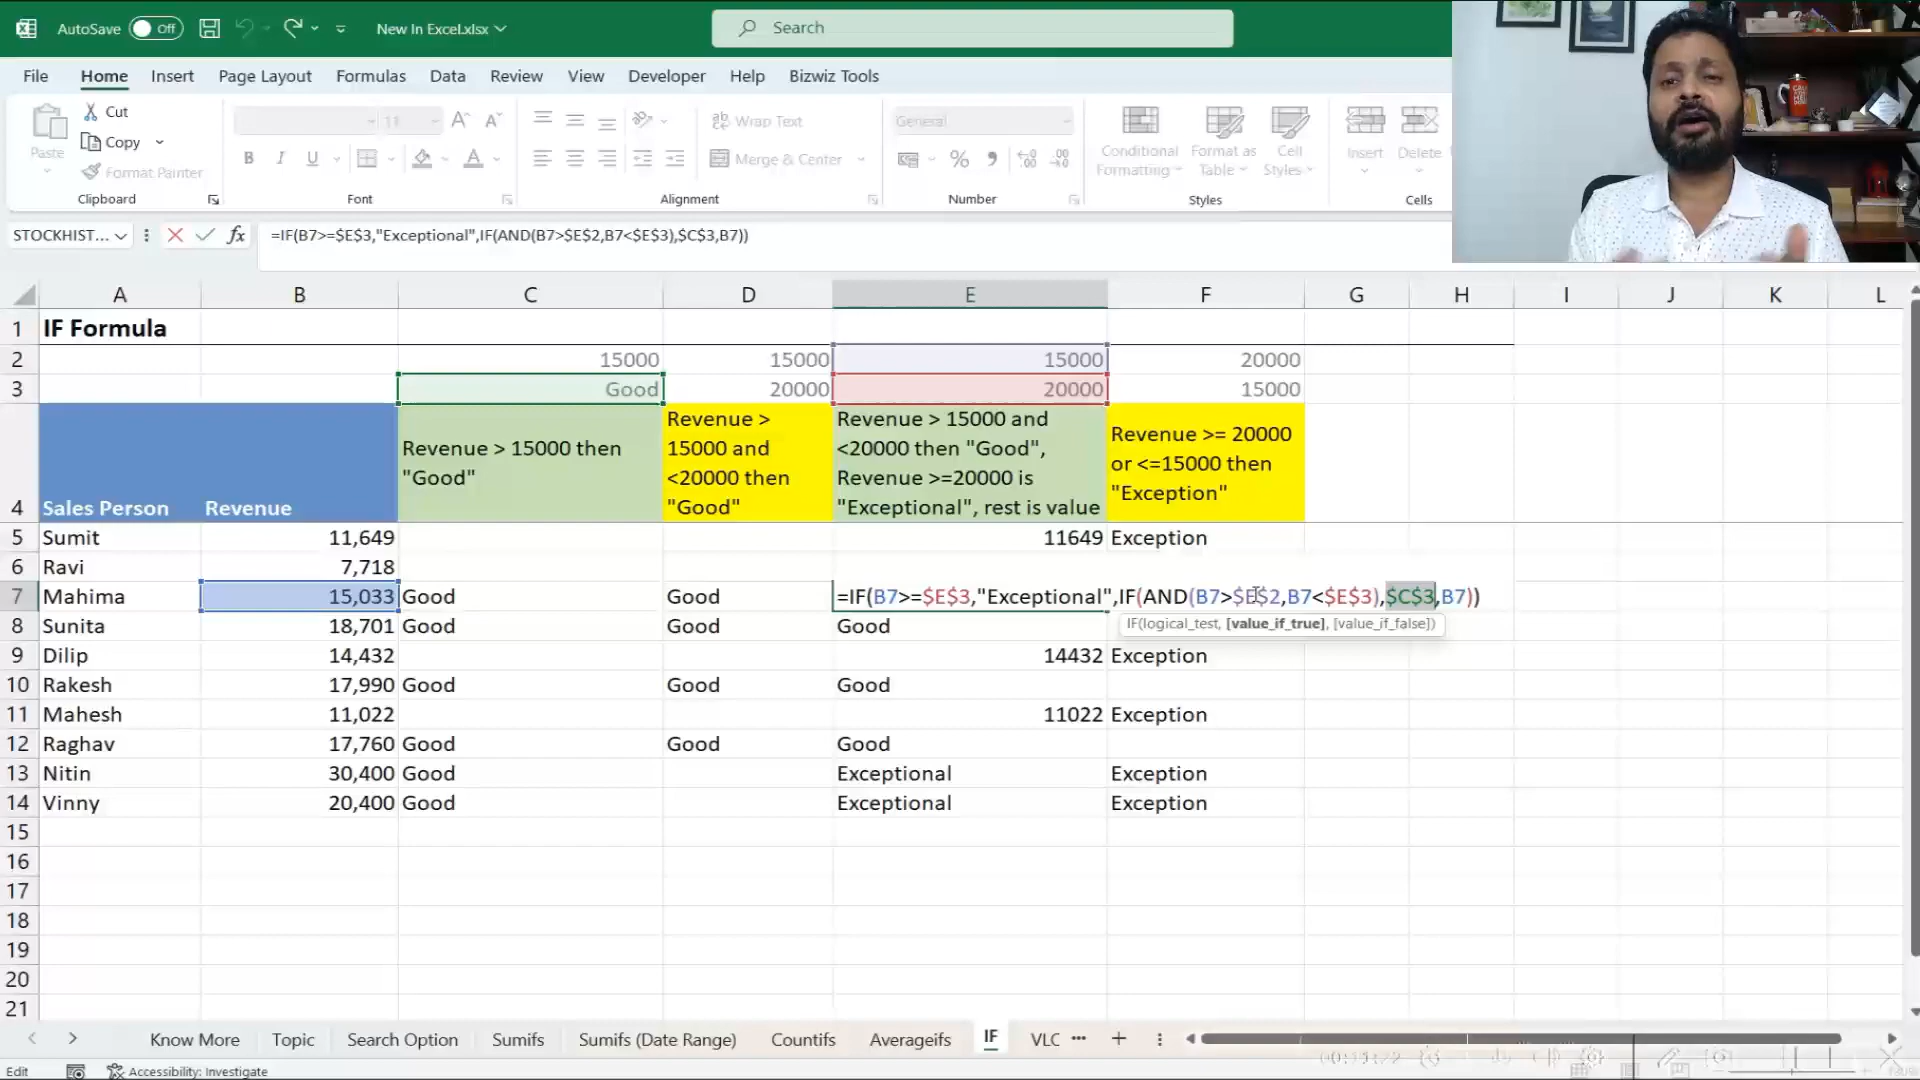 AutoSave Off New In Excel.xlsx Search
File Home Insert Page Layout Formulas Data Review View Developer Help Bizwiz Tools
Paste Cut Copy Format Painter
11
Wrap Text
Merge & Center
General
Conditional Formatting
Format as Table
Cell Styles
Insert
Delete
Clipboard Font Alignment Number Styles Cells
STOCKHIST... fx =IF(B7>=$E$3,"Exceptional",IF(AND(B7>$E$2,B7<$E$3),$C$3,B7))
A B C D E F G H I J K L
1 IF Formula
2 15000 15000 15000 20000
3 Good 20000 20000 15000
4 Sales Person Revenue
Revenue > 15000 then
"Good"
Revenue >
15000 and
<20000 then
"Good"
Revenue > 15000 and
<20000 then "Good",
Revenue >=20000 is
"Exceptional", rest is value
Revenue >= 20000
or <=15000 then
"Exception"
5 Sumit 11,649 11649 Exception
6 Ravi 7,718
7 Mahima 15,033 Good Good =IF(B7>=$E$3,"Exceptional",IF(AND(B7>$E$2,B7<$E$3),$C$3,B7))
IF(logical_test, [value_if_true], [value_if_false])
8 Sunita 18,701 Good Good Good
9 Dilip 14,432 14432 Exception
10 Rakesh 17,990 Good Good Good
11 Mahesh 11,022 11022 Exception
12 Raghav 17,760 Good Good Good
13 Nitin 30,400 Good Exceptional Exception
14 Vinny 20,400 Good Exceptional Exception
15
16
17
18
19
20
21
Know More Topic Search Option Sumifs Sumifs (Date Range) Countifs Averageifs IF VLC
Edit Accessibility: Investigate